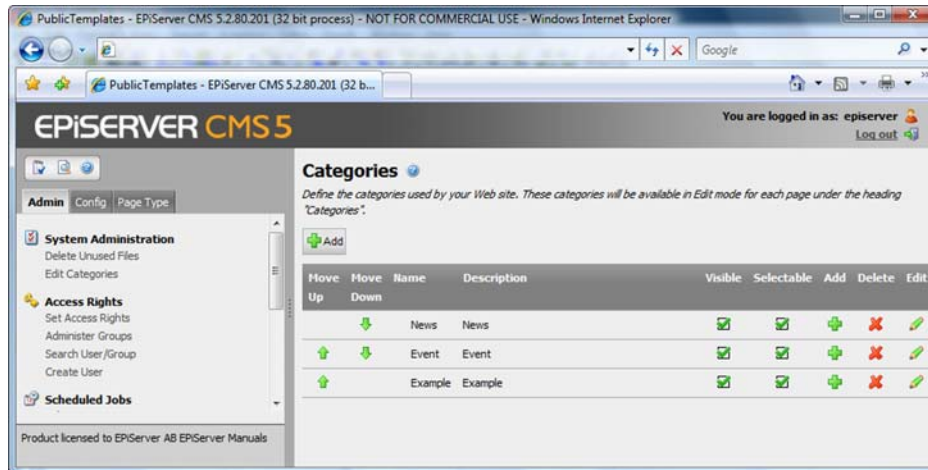 PublicTemplates - EPiServer CMS 5.2.80.201 (32 bit process) - NOT FOR COMMERCIAL USE - Windows Internet Explorer
Google
PublicTemplates - EPiServer CMS 5.2.80.201 (32 b...
EPiSERVER CMS 5
You are logged in as: episerver
Log out
Admin Config Page Type
System Administration
Delete Unused Files
Edit Categories
Access Rights
Set Access Rights
Administer Groups
Search User/Group
Create User
Scheduled Jobs
Product licensed to EPiServer AB EPiServer Manuals
Categories
Define the categories used by your Web site. These categories will be available in Edit mode for each page under the heading
"Categories".
Add
Move Up Move Down Name Description Visible Selectable Add Delete Edit
News News
Event Event
Example Example